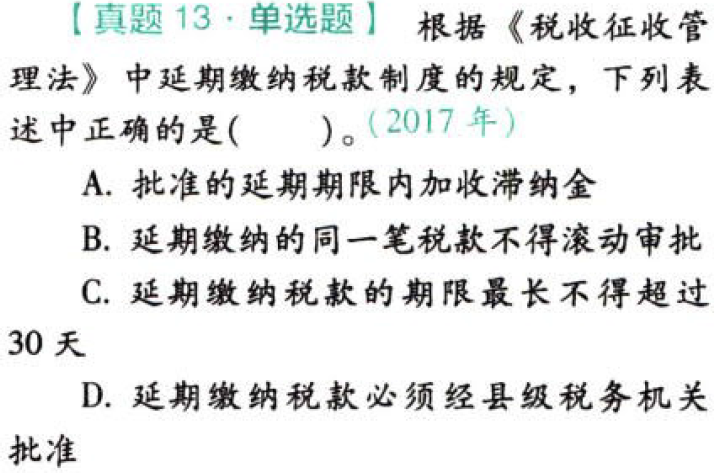 【真题 13·单选题】 根据《税收征收管
理法》中延期缴纳税款制度的规定，下列表
述中正确的是(  )。(2017 年)
A. 批准的延期期限内加收滞纳金
B. 延期缴纳的同一笔税款不得滚动审批
C. 延期缴纳税款的期限最长不得超过
30 天
D. 延期缴纳税款必须经县级税务机关
批准